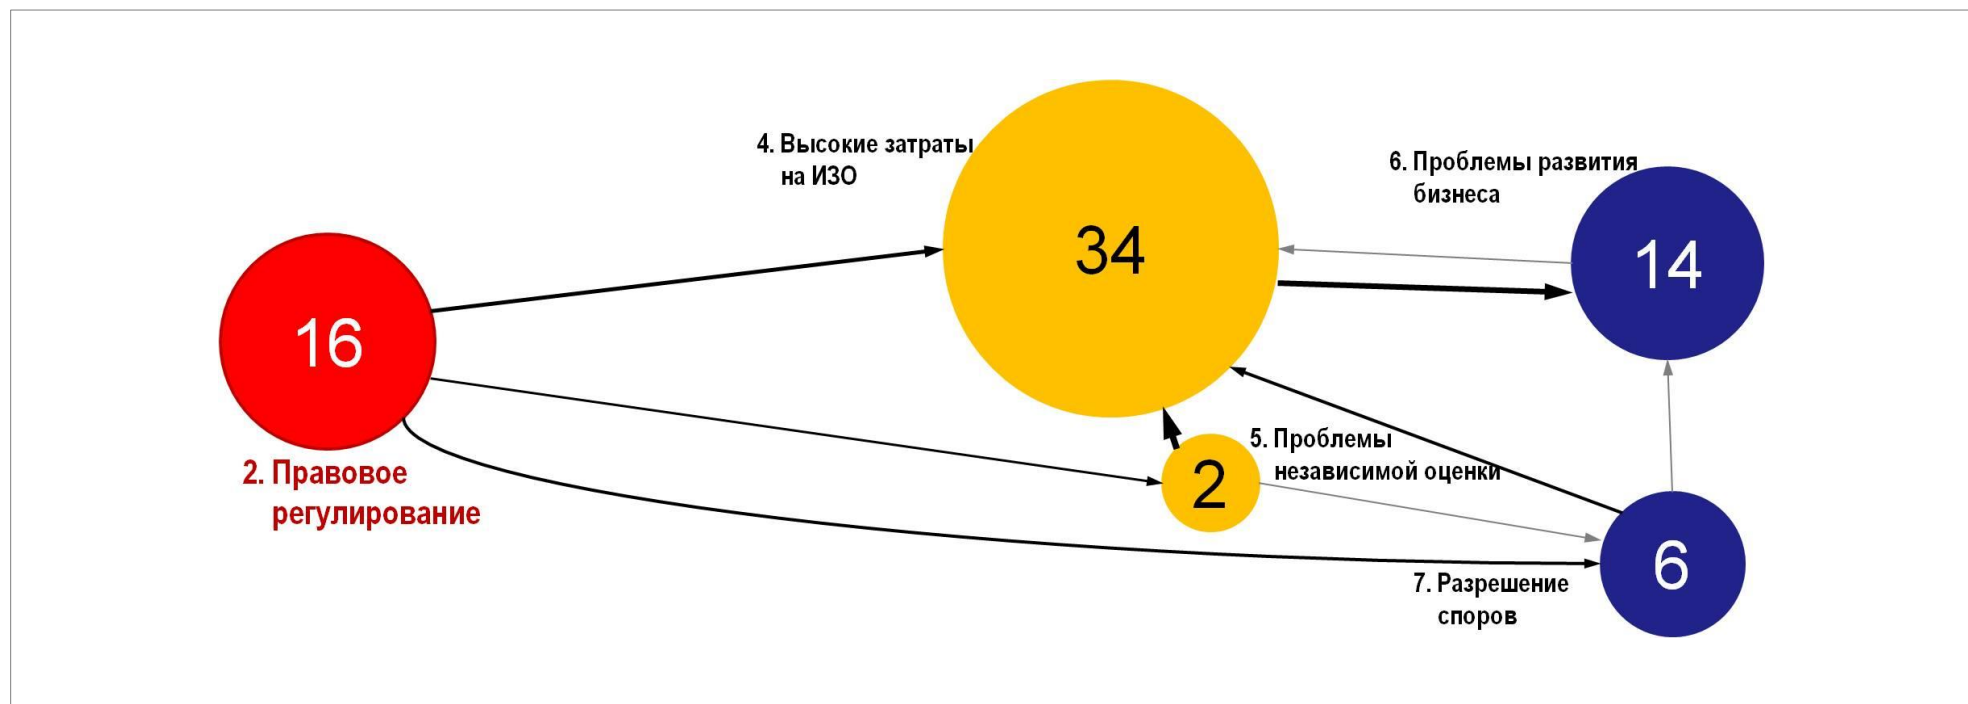 4. Высокие затраты
на ИЗО
34
6. Проблемы развития
бизнеса
14
16
2. Правовое
регулирование
5. Проблемы
независимой оценки
2
7. Разрешение
споров
6